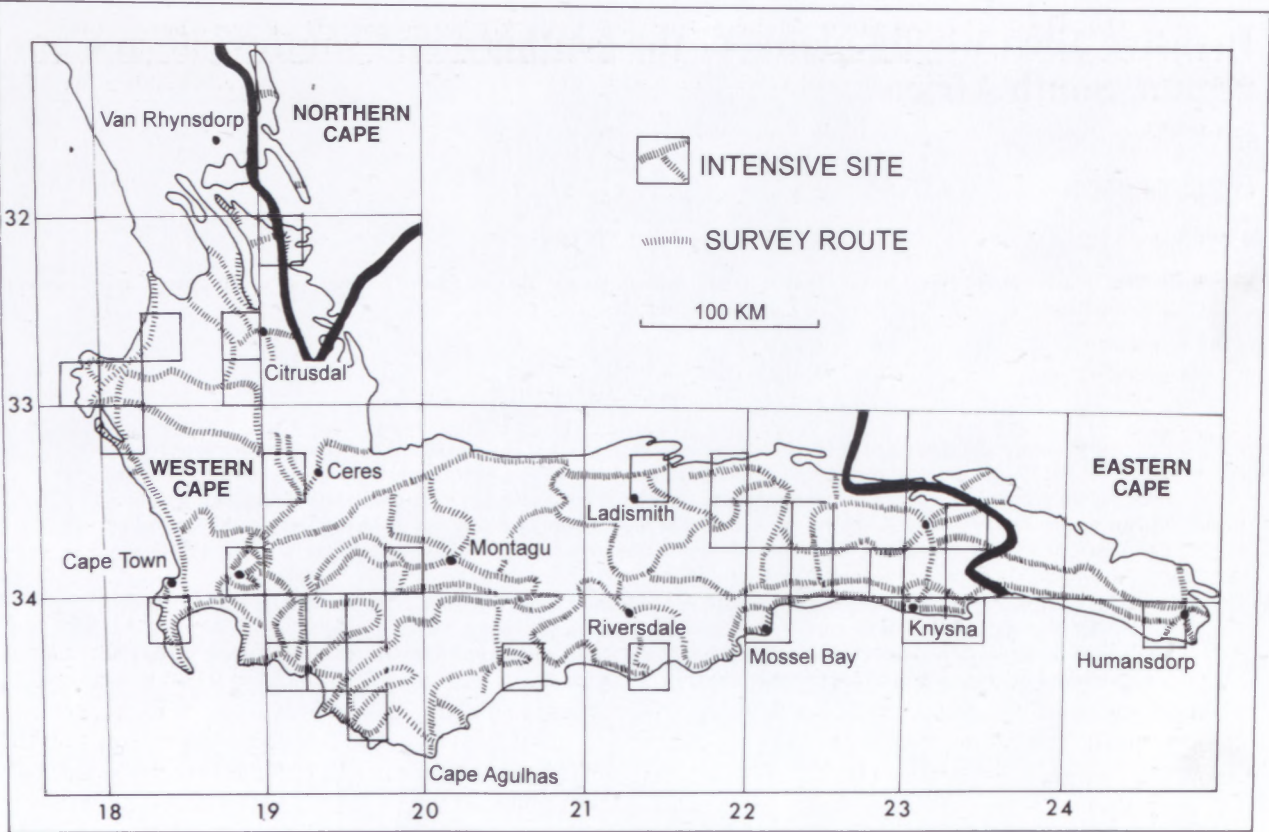 Van Rhynsdorp
NORTHERN
CAPE
INTENSIVE SITE
32
SURVEY ROUTE
100 KM
Citrusdal
33
WESTERN
CAPE
Ceres
EASTERN
CAPE
Ladismith
Cape Town
Montagu
34
Riversdale
Mossel Bay
Knysna
Humansdorp
Cape Agulhas
18 19 20 21 22 23 24